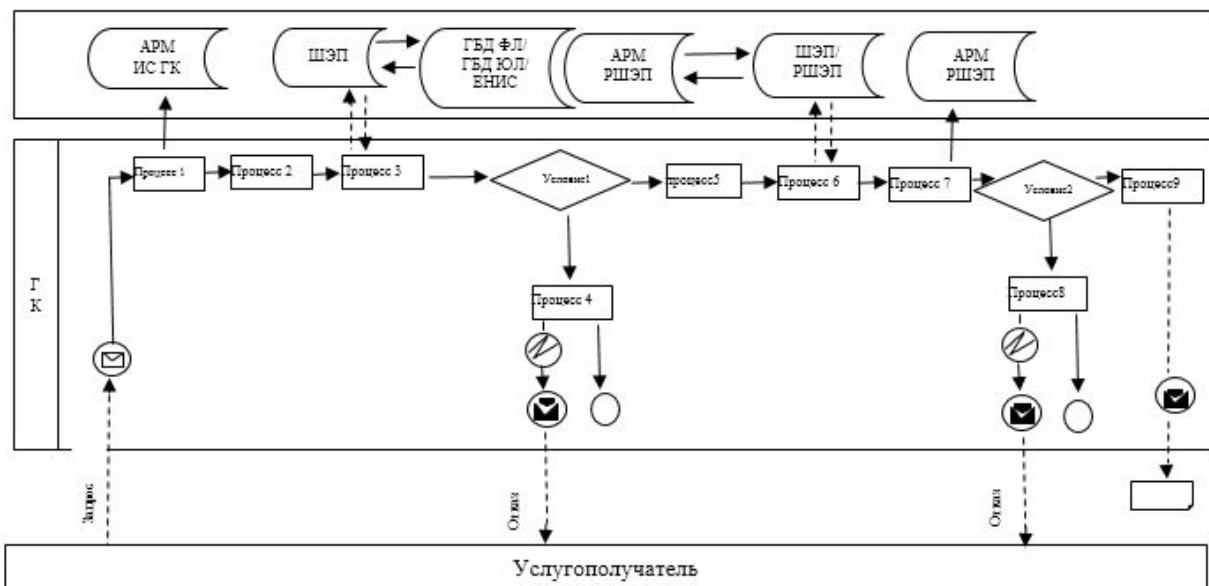 АРМ
ИС ГК
ШЭП
ГБД ФЛ/
ГБД ЮЛ/
ЕНИС
АРМ
РШЭП
ШЭП/
РШЭП
АРМ
РШЭП
Процесс 1
Процесс 2
Процесс 3
Условие1
процесс5
Процесс 6
Процесс 7
Условие2
Процесс9
Г
К
Процесс 4
Процесс8
Запрос
Отказ
Отказ
Услугополучатель